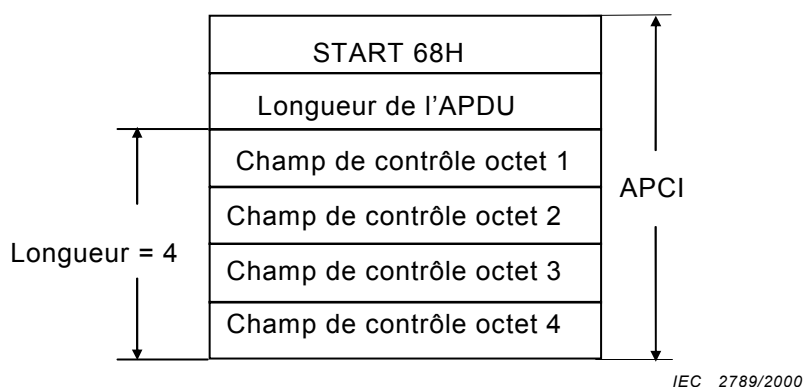 START 68H
Longueur de l'APDU
Champ de contrôle octet 1
Champ de contrôle octet 2
Champ de contrôle octet 3
Champ de contrôle octet 4
Longueur = 4
APCI
IEC 2789/2000